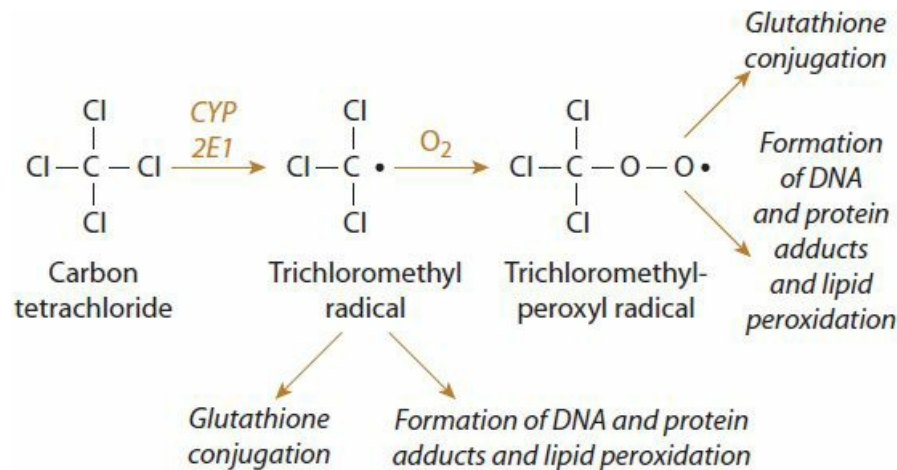 Glutathione
conjugation
CYP
2E1
O2
Cl
Cl – C – Cl
Cl
Cl
Cl – C •
Cl
Cl
Cl – C – O – O •
Cl
Formation
of DNA
and protein
adducts
and lipid
peroxidation
Carbon
tetrachloride
Trichloromethyl
radical
Trichloromethyl-
peroxyl radical
Glutathione
conjugation
Formation of DNA and protein
adducts and lipid peroxidation